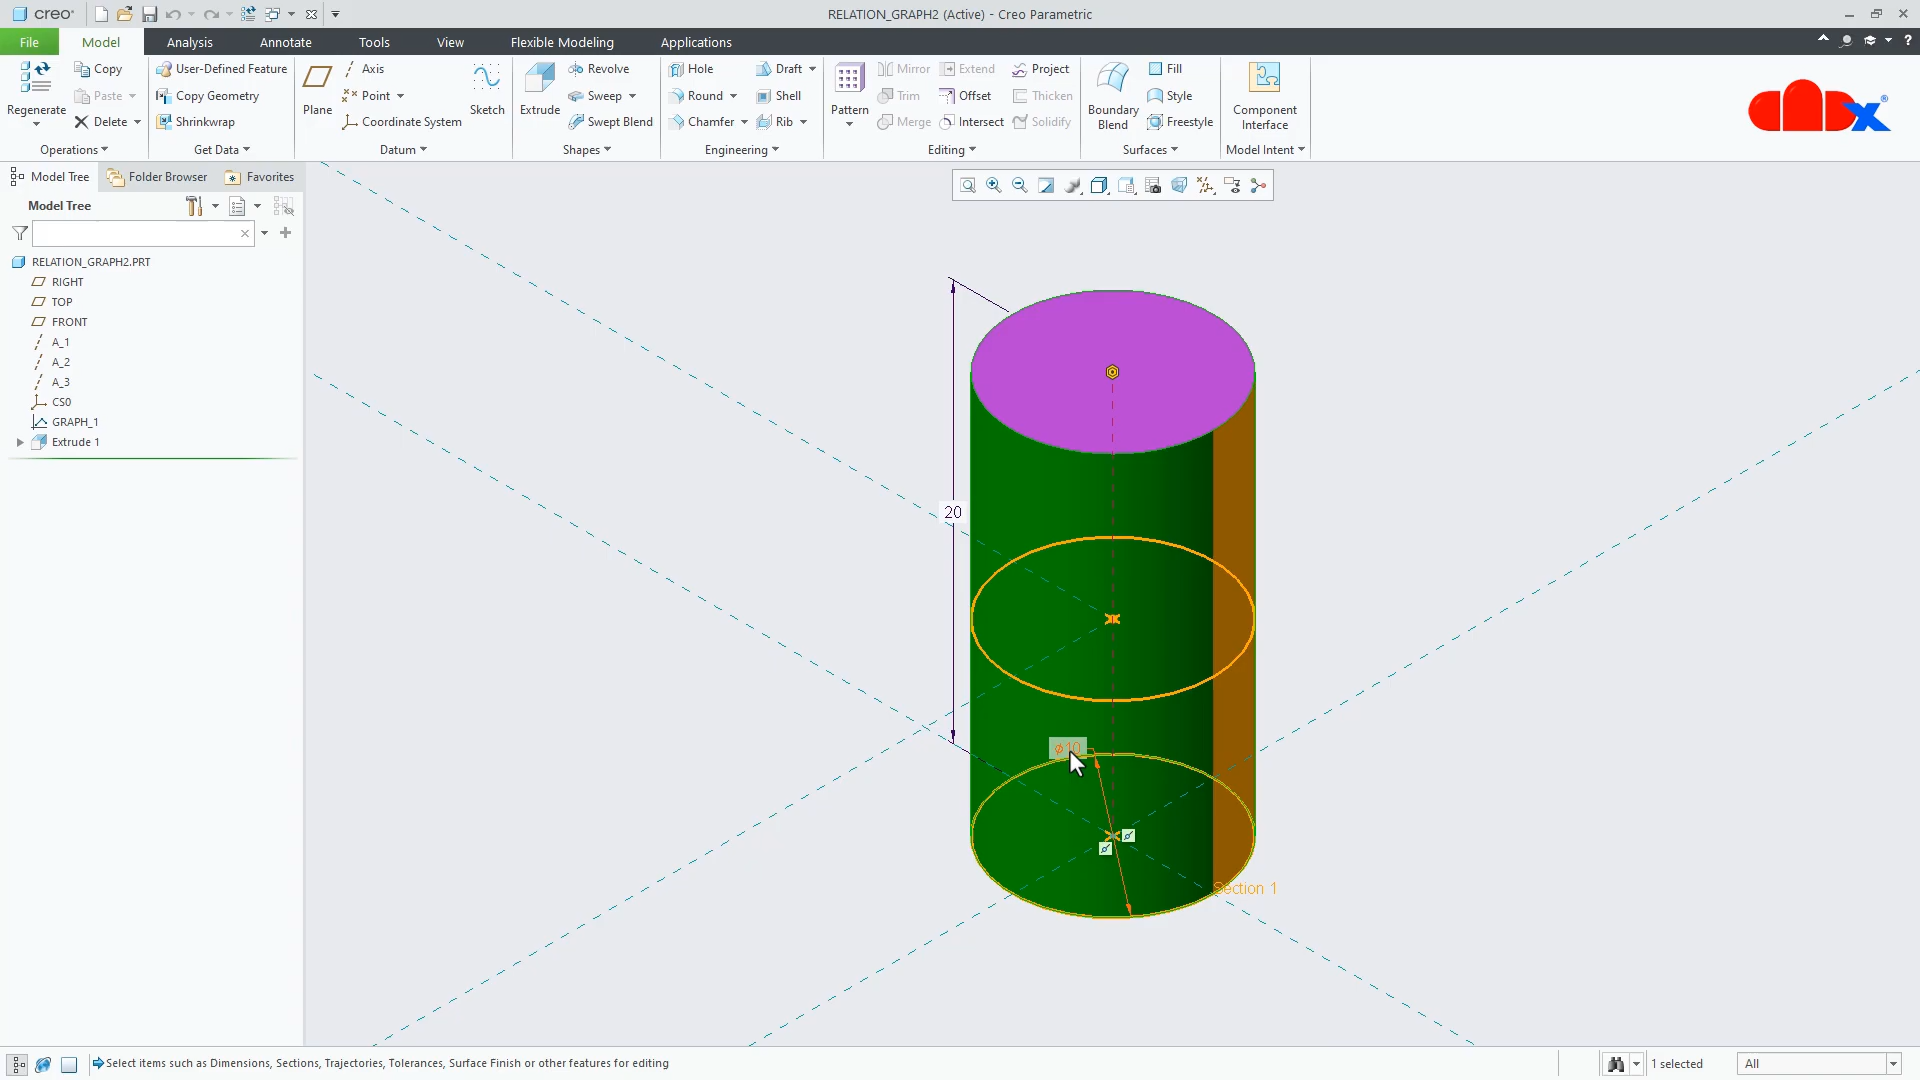 creo
RELATION_GRAPH2 (Active) - Creo Parametric
File Model Analysis Annotate Tools View Flexible Modeling Applications
Regenerate Copy Paste Delete
User-Defined Feature Copy Geometry Shrinkwrap
Plane Axis Point Coordinate System Sketch
Extrude Revolve Sweep Swept Blend
Hole Round Chamfer Draft Shell Rib
Pattern Mirror Trim Merge Extend Offset Intersect Project Thicken Solidify
Boundary Blend Fill Style Freestyle
Component Interface
Operations Get Data Datum Shapes Engineering Editing Surfaces Model Intent
CADX®
Model Tree Folder Browser Favorites
Model Tree
RELATION_GRAPH2.PRT
RIGHT
TOP
FRONT
A_1
A_2
A_3
CS0
GRAPH_1
Extrude 1
20
ϕ10
Section 1
Select items such as Dimensions, Sections, Trajectories, Tolerances, Surface Finish or other features for editing
1 selected
All